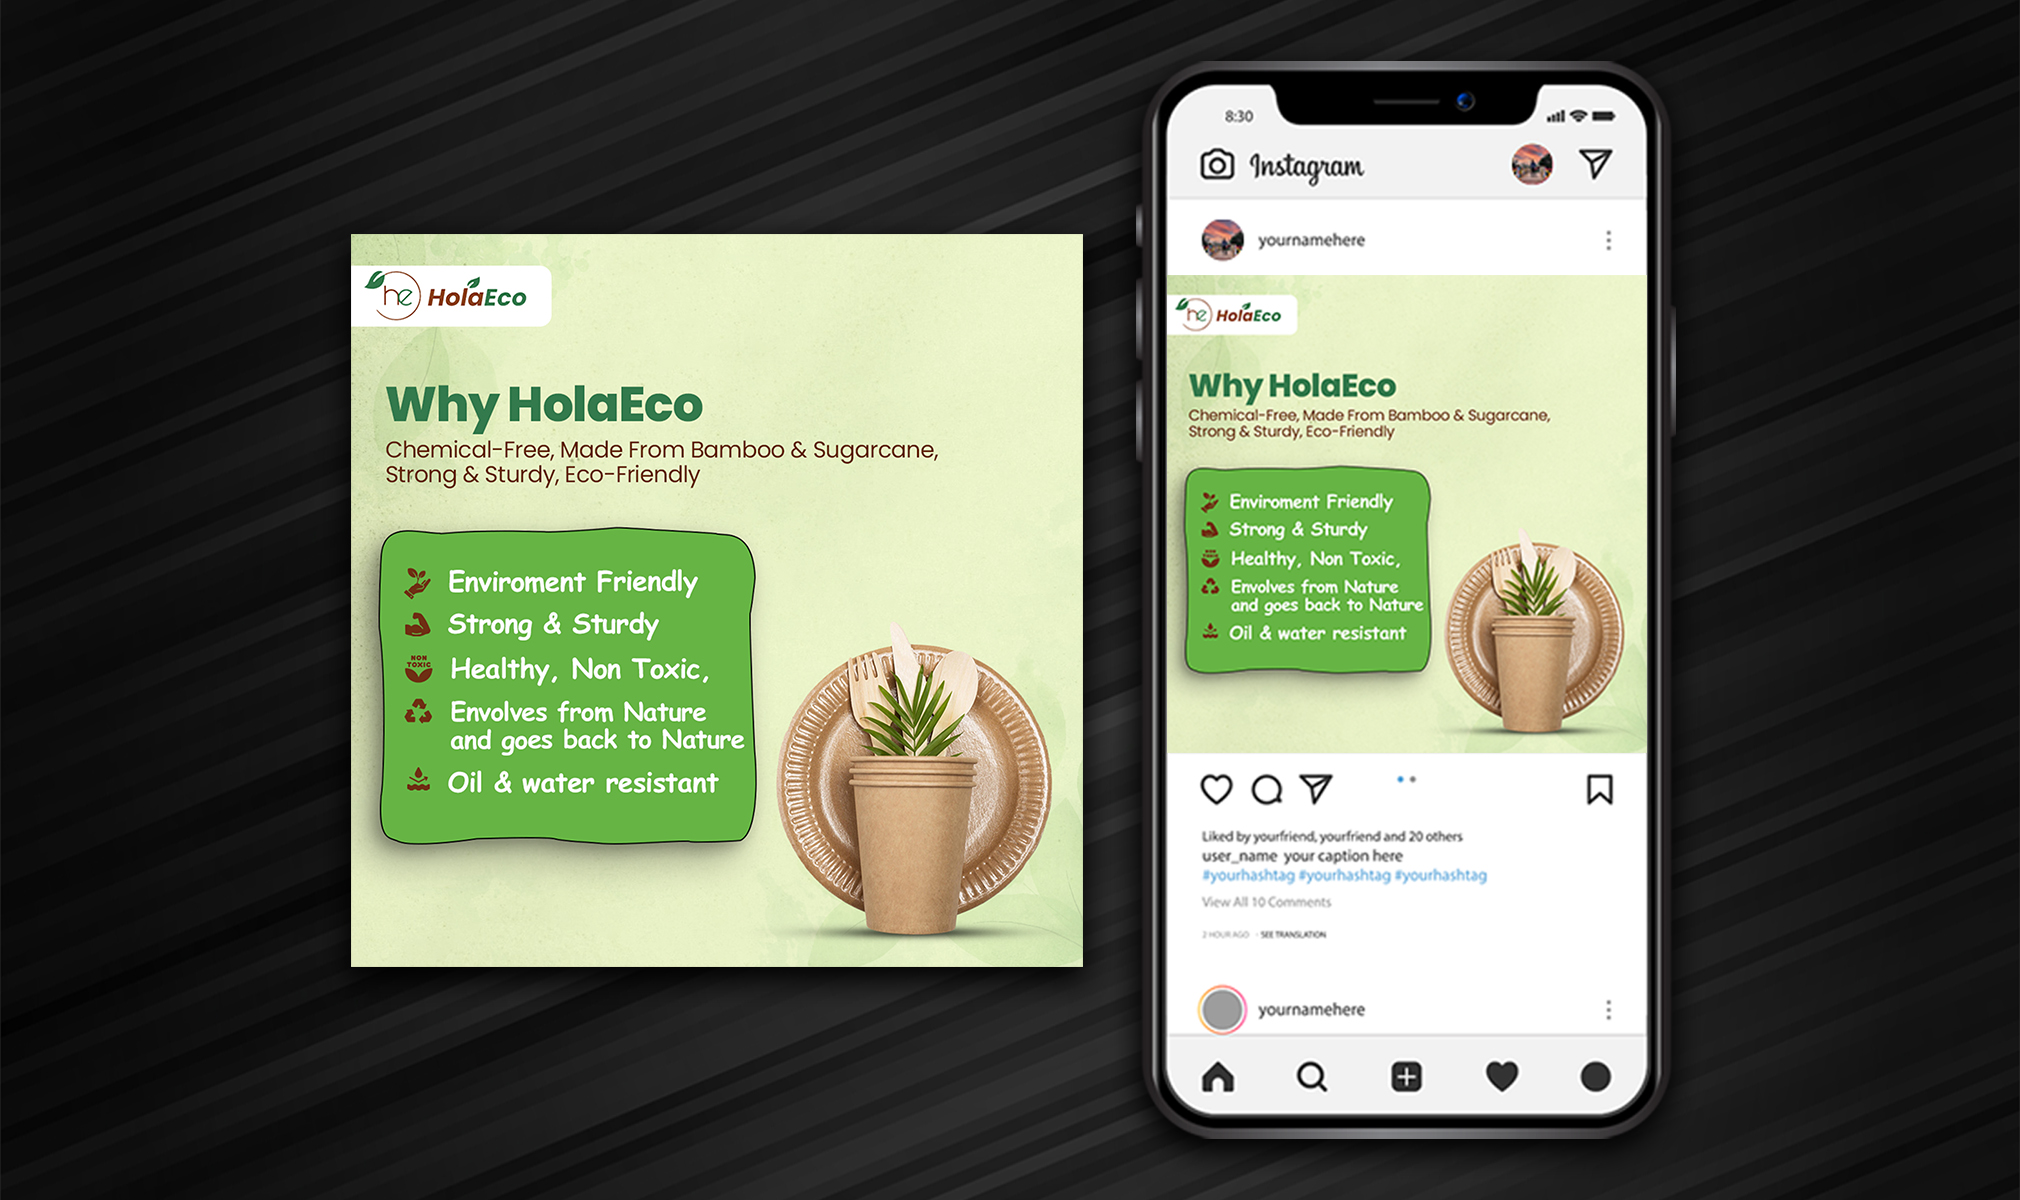 he HolaEco
Why HolaEco
Chemical-Free, Made From Bamboo & Sugarcane,
Strong & Sturdy, Eco-Friendly
Enviroment Friendly
Strong & Sturdy
NON
TOXIC
Healthy, Non Toxic,
Envolves from Nature
and goes back to Nature
Oil & water resistant
8:30
Instagram
yournamehere
he HolaEco
Why HolaEco
Chemical-Free, Made From Bamboo & Sugarcane,
Strong & Sturdy, Eco-Friendly
Enviroment Friendly
Strong & Sturdy
NON
TOXIC
Healthy, Non Toxic,
Envolves from Nature
and goes back to Nature
Oil & water resistant
Liked by yourfriend, yourfriend and 20 others
user_name your caption here
#yourhashtag #yourhashtag #yourhashtag
View All 10 Comments
2 HOUR AGO - SEE TRANSLATION
yournamehere